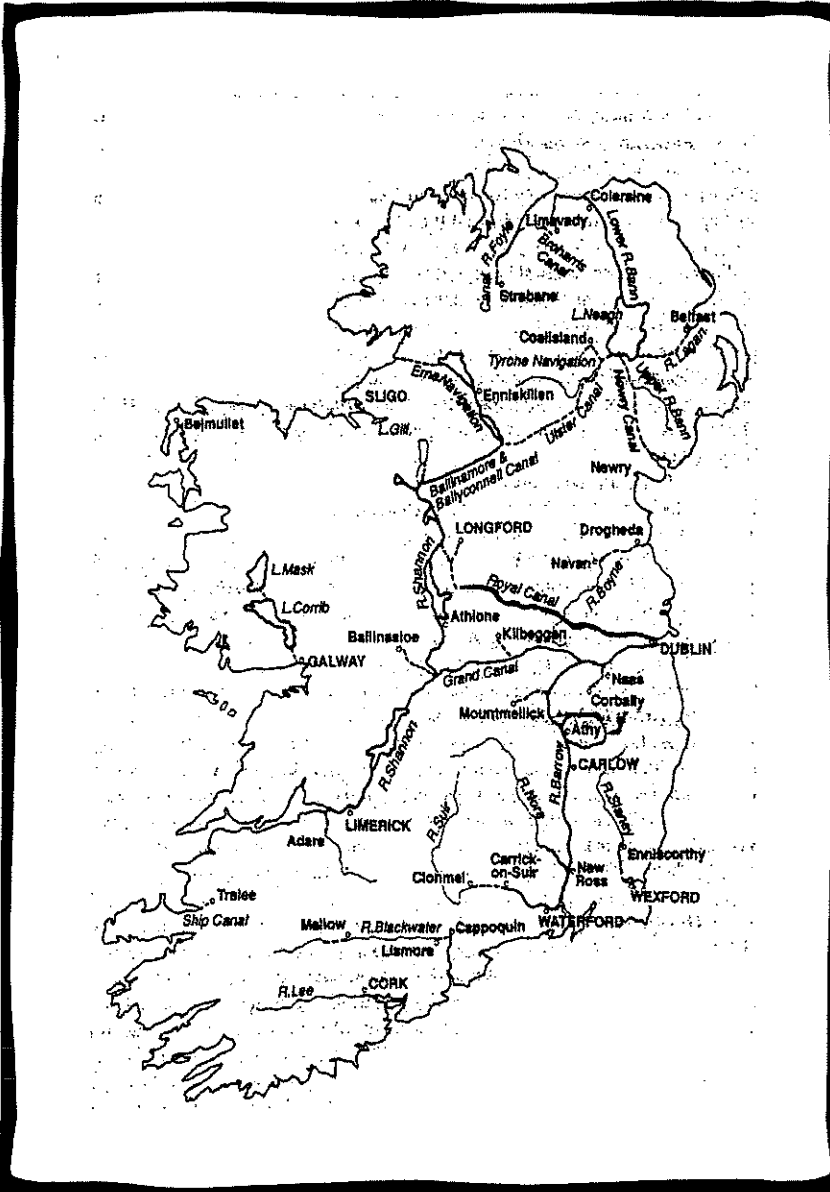 Coleraine
Limavady
R.Foyle
Canal
Broharris
Canal
Lower R.Bann
Strabane
L.Neagh
Belfast
R.Lagan
Coalisland
Tyrone Navigation
Erne Navigation
Enniskillen
SLIGO
L.Gill
Belmullet
Ulster Canal
Newry Canal
Upper R.Bann
Ballinamore &
Ballyconnell Canal
Newry
LONGFORD
Drogheda
Navan
R.Boyne
R.Shannon
Royal Canal
L.Mask
L.Corrib
Athlone
Kilbeggan
Ballinasloe
DUBLIN
GALWAY
Grand Canal
Naas
Corbally
Mountmellick
Athy
R.Shannon
R.Barrow
CARLOW
R.Suir
R.Nore
R.Slaney
LIMERICK
Adare
Enniscorthy
Clonmel
Carrick-
on-Suir
New
Ross
WEXFORD
Tralee
Ship Canal
WATERFORD
Mallow
R.Blackwater
Cappoquin
Lismore
CORK
R.Lee